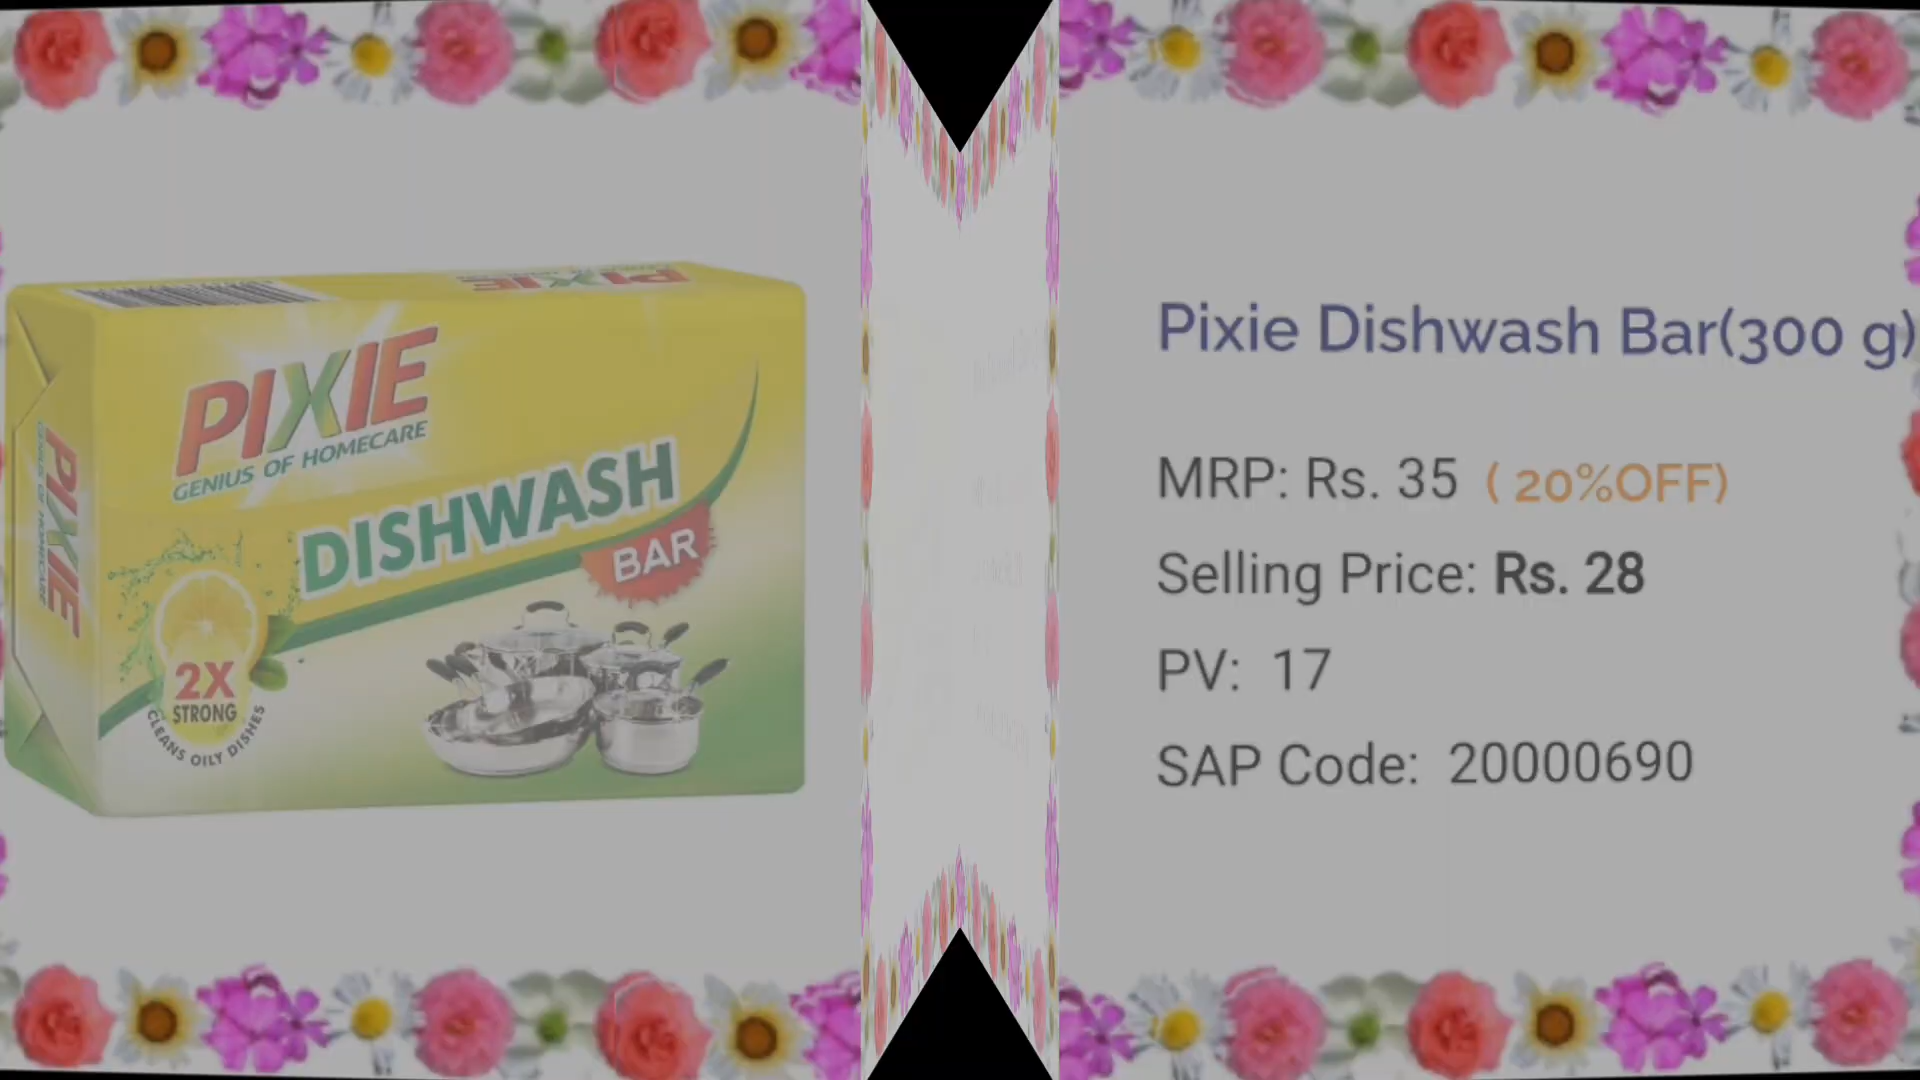 PIXIE
PIXIE
GENIUS OF HOMECARE
PIXIE
DISHWASH
BAR
2X
STRONG
CLEANS OILY DISHES
Pixie Dishwash Bar(300 g)
MRP: Rs. 35 ( 20%OFF)
Selling Price: Rs. 28
PV: 17
SAP Code: 20000690